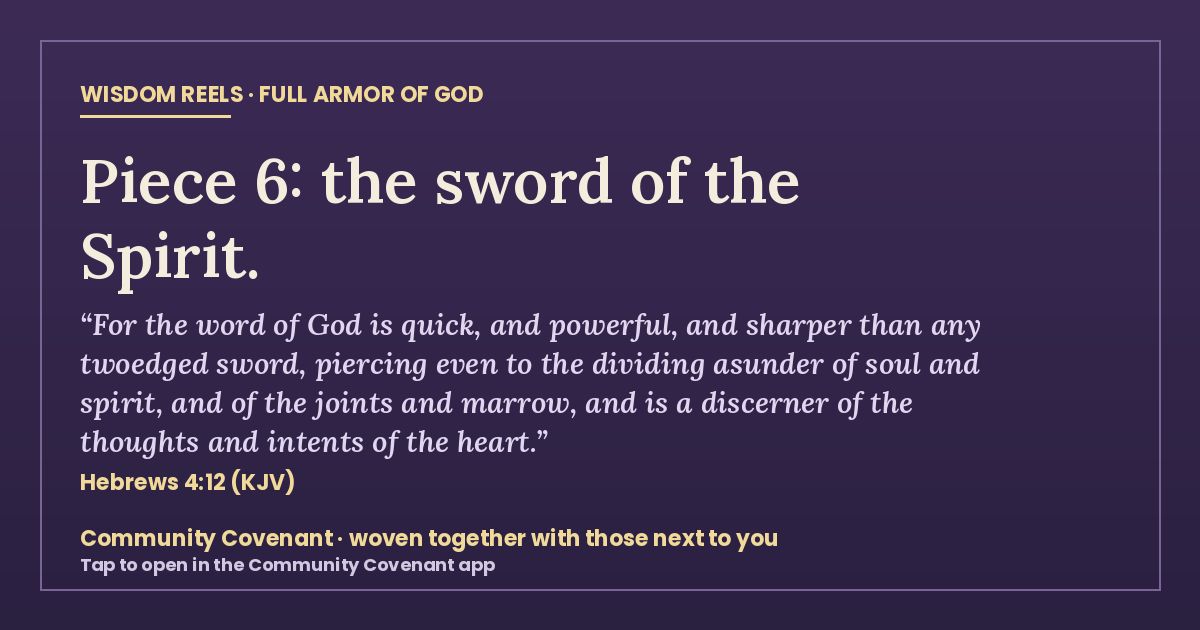 WISDOM REELS · FULL ARMOR OF GOD
Piece 6: the sword of the
Spirit.
“For the word of God is quick, and powerful, and sharper than any
twoedged sword, piercing even to the dividing asunder of soul and
spirit, and of the joints and marrow, and is a discerner of the
thoughts and intents of the heart.”
Hebrews 4:12 (KJV)
Community Covenant · woven together with those next to you
Tap to open in the Community Covenant app